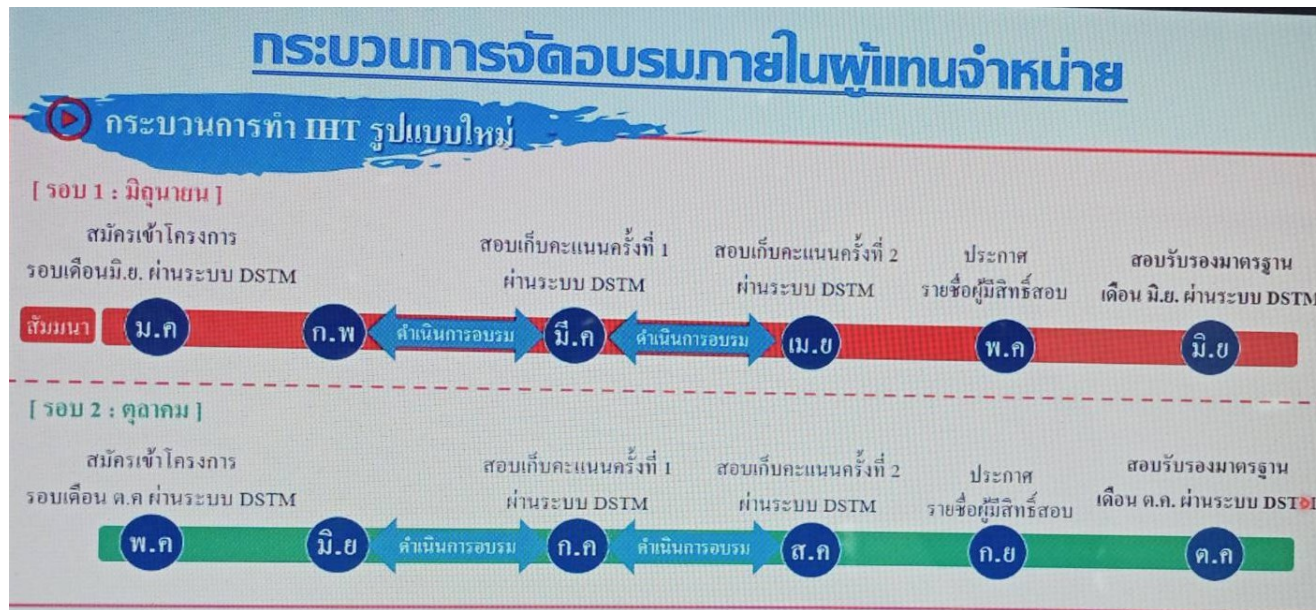 กระบวนการจัดอบรมภายในผู้แทนจำหน่าย
กระบวนการทำ IHT รูปแบบใหม่
[ รอบ 1 : มิถุนายน ]
สมัครเข้าโครงการ
รอบเดือนมิ.ย. ผ่านระบบ DSTM
สอบเก็บคะแนนครั้งที่ 1
ผ่านระบบ DSTM
สอบเก็บคะแนนครั้งที่ 2
ผ่านระบบ DSTM
ประกาศ
รายชื่อผู้มีสิทธิ์สอบ
สอบรับรองมาตรฐาน
เดือน มิ.ย. ผ่านระบบ DSTM
สัมมนา ม.ค ก.พ ดำเนินการอบรม มี.ค ดำเนินการอบรม เม.ย พ.ค มิ.ย
[ รอบ 2 : ตุลาคม ]
สมัครเข้าโครงการ
รอบเดือน ต.ค ผ่านระบบ DSTM
สอบเก็บคะแนนครั้งที่ 1
ผ่านระบบ DSTM
สอบเก็บคะแนนครั้งที่ 2
ผ่านระบบ DSTM
ประกาศ
รายชื่อผู้มีสิทธิ์สอบ
สอบรับรองมาตรฐาน
เดือน ต.ค. ผ่านระบบ DSTM
พ.ค มิ.ย ดำเนินการอบรม ก.ค ดำเนินการอบรม ส.ค ก.ย ต.ค